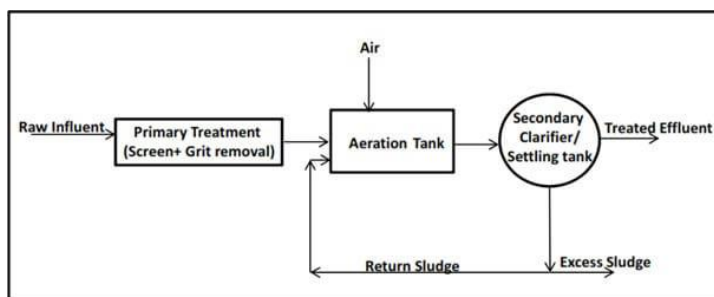 Air
Raw Influent
Primary Treatment
(Screen+ Grit removal)
Aeration Tank
Secondary
Clarifier/
Settling tank
Treated Effluent
Return Sludge
Excess Sludge